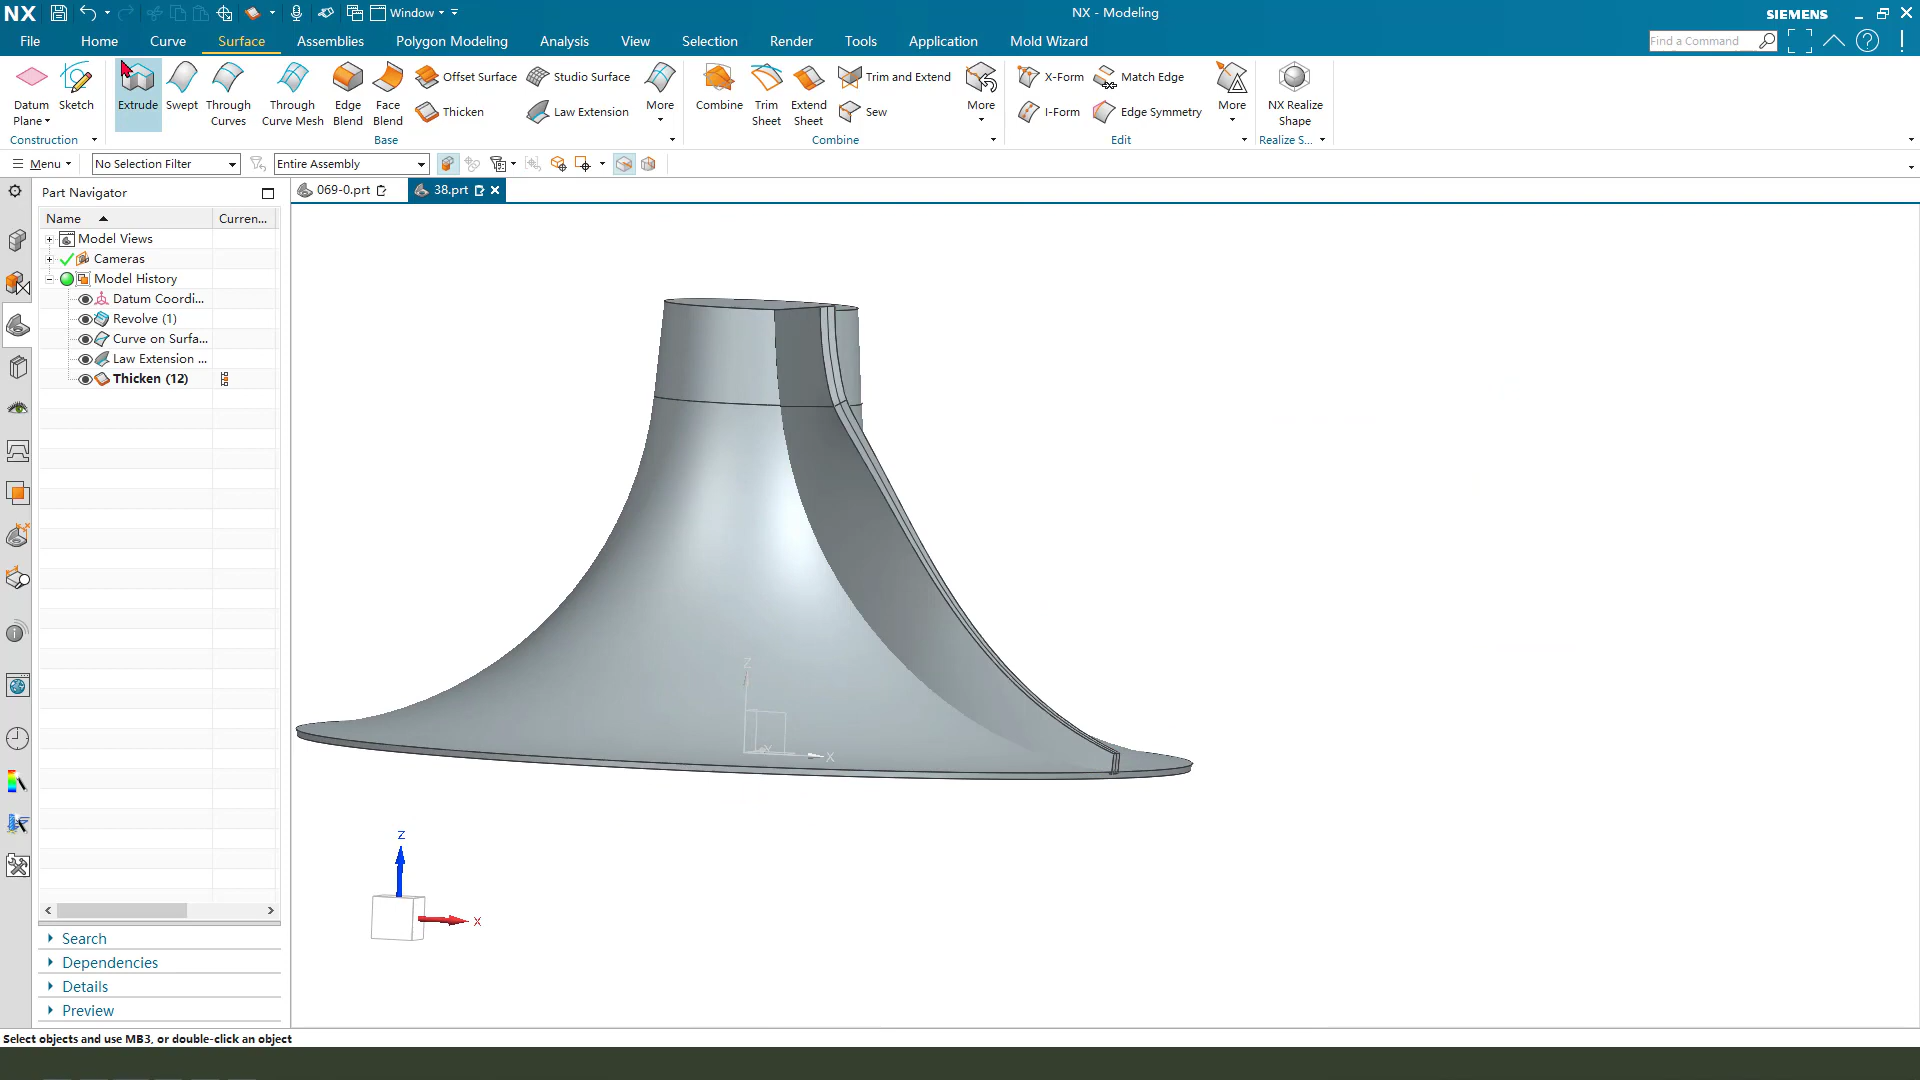 NX
Window
NX - Modeling
SIEMENS
File
Home
Curve
Surface
Assemblies
Polygon Modeling
Analysis
View
Selection
Render
Tools
Application
Mold Wizard
Find a Command
Datum Plane
Sketch
Extrude
Swept
Through Curves
Through Curve Mesh
Edge Blend
Face Blend
Offset Surface
Thicken
Studio Surface
Law Extension
More
Combine
Trim Sheet
Extend Sheet
Trim and Extend
Sew
More
X-Form
I-Form
Match Edge
Edge Symmetry
More
NX Realize Shape
Construction
Base
Combine
Edit
Realize S...
Menu
No Selection Filter
Entire Assembly
Part Navigator
069-0.prt
38.prt
Name
Curren...
Model Views
Cameras
Model History
Datum Coordi...
Revolve (1)
Curve on Surfa...
Law Extension ...
Thicken (12)
Z
X
Y
Z
X
Search
Dependencies
Details
Preview
Select objects and use MB3, or double-click an object